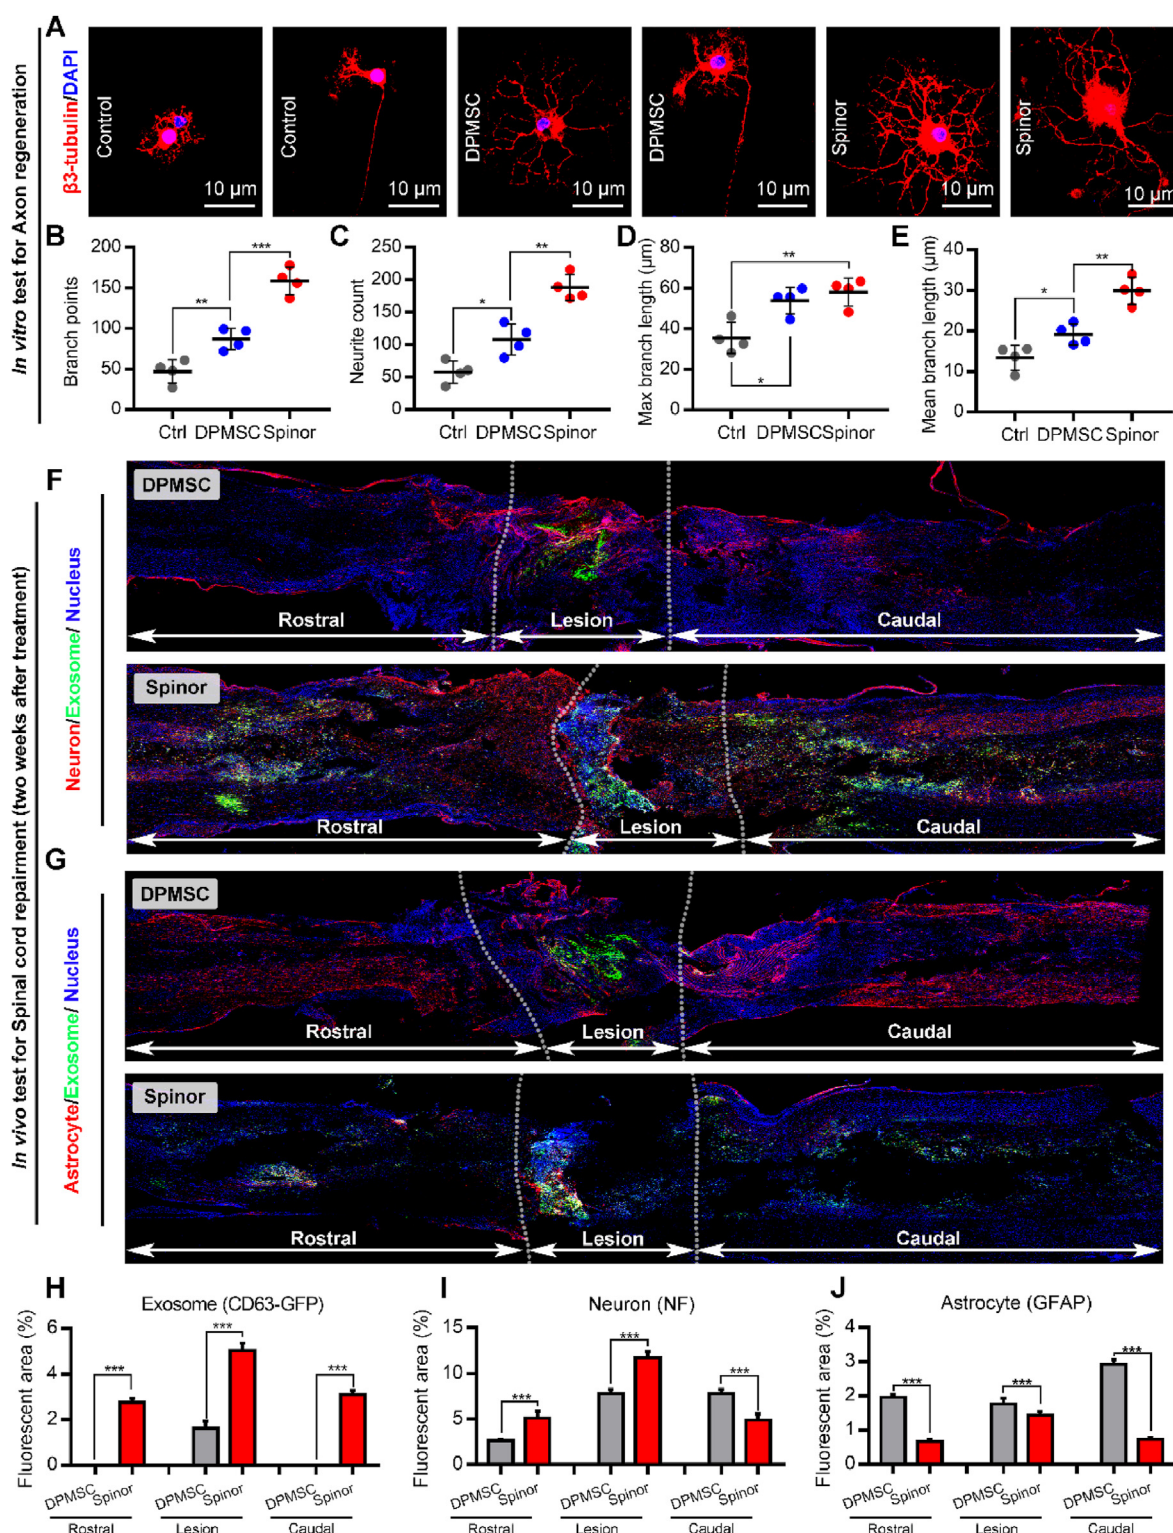 A
In vitro test for Axon regeneration
β3-tubulin/DAPI
Control
10 μm
Control
10 μm
DPMSC
10 μm
DPMSC
10 μm
Spinor
10 μm
Spinor
10 μm
B
Branch points
200
150
100
50
0
**
***
Ctrl DPMSC Spinor
C
Neurite count
250
200
150
100
50
0
*
**
Ctrl DPMSC Spinor
D
Max branch length (μm)
80
60
40
20
0
**
*
Ctrl DPMSC Spinor
E
Mean branch length (μm)
40
30
20
10
0
*
**
Ctrl DPMSC Spinor
In vivo test for Spinal cord repairment (two weeks after treatment)
F
Neuron/Exosome/ Nucleus
DPMSC
Rostral Lesion Caudal
Spinor
Rostral Lesion Caudal
G
Astrocyte/Exosome/ Nucleus
DPMSC
Rostral Lesion Caudal
Spinor
Rostral Lesion Caudal
H
Exosome (CD63-GFP)
Fluorescent area (%)
6
4
2
0
***
***
***
DPMSC Spinor DPMSC Spinor DPMSC Spinor
Rostral Lesion Caudal
I
Neuron (NF)
Fluorescent area (%)
15
10
5
0
***
***
***
DPMSC Spinor DPMSC Spinor DPMSC Spinor
Rostral Lesion Caudal
J
Astrocyte (GFAP)
Fluorescent area (%)
4
3
2
1
0
***
***
***
DPMSC Spinor DPMSC Spinor DPMSC Spinor
Rostral Lesion Caudal